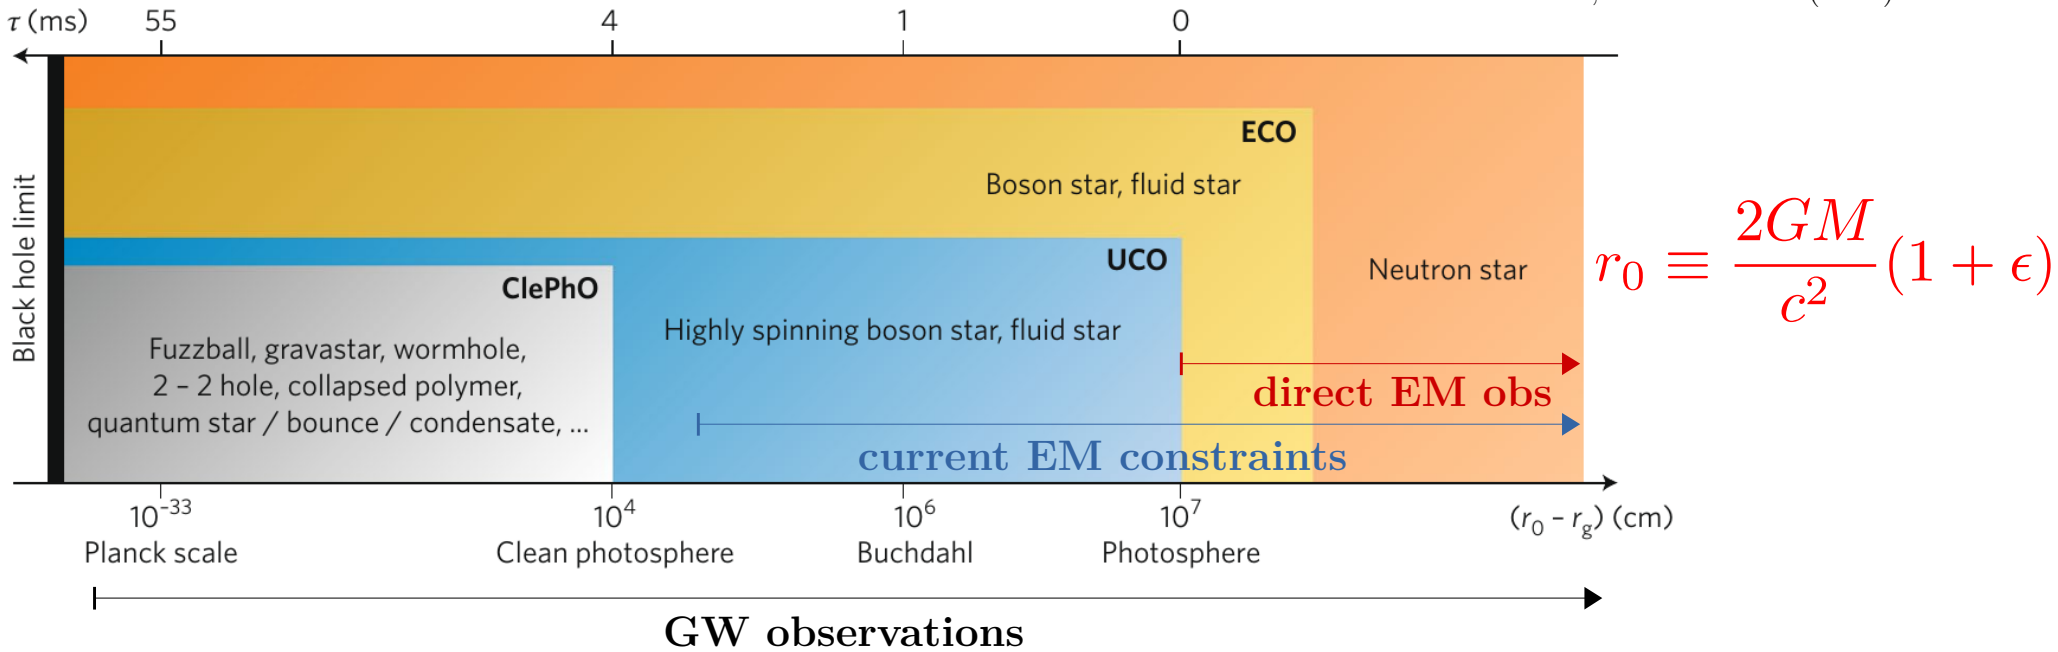 τ (ms) 55 4 1 0
ECO
Boson star, fluid star
Black hole limit
UCO
Neutron star
r₀ ≡ 2GM/c² (1 + ϵ)
ClePhO
Highly spinning boson star, fluid star
Fuzzball, gravastar, wormhole,
2 – 2 hole, collapsed polymer,
quantum star / bounce / condensate, ...
direct EM obs
current EM constraints
10⁻³³ 10⁴ 10⁶ 10⁷ (r₀ – r_g) (cm)
Planck scale Clean photosphere Buchdahl Photosphere
GW observations